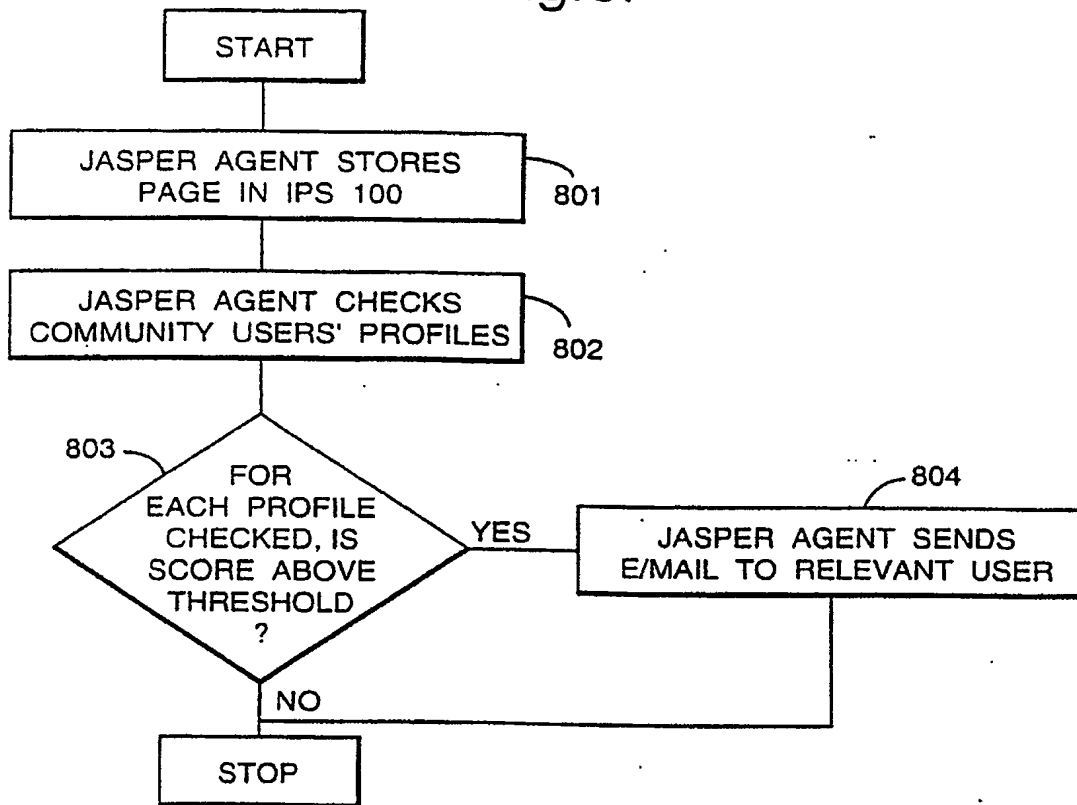 START
JASPER AGENT STORES
PAGE IN IPS 100
801
JASPER AGENT CHECKS
COMMUNITY USERS' PROFILES
802
803
FOR
EACH PROFILE
CHECKED, IS
SCORE ABOVE
THRESHOLD
?
YES
804
JASPER AGENT SENDS
E/MAIL TO RELEVANT USER
NO
STOP